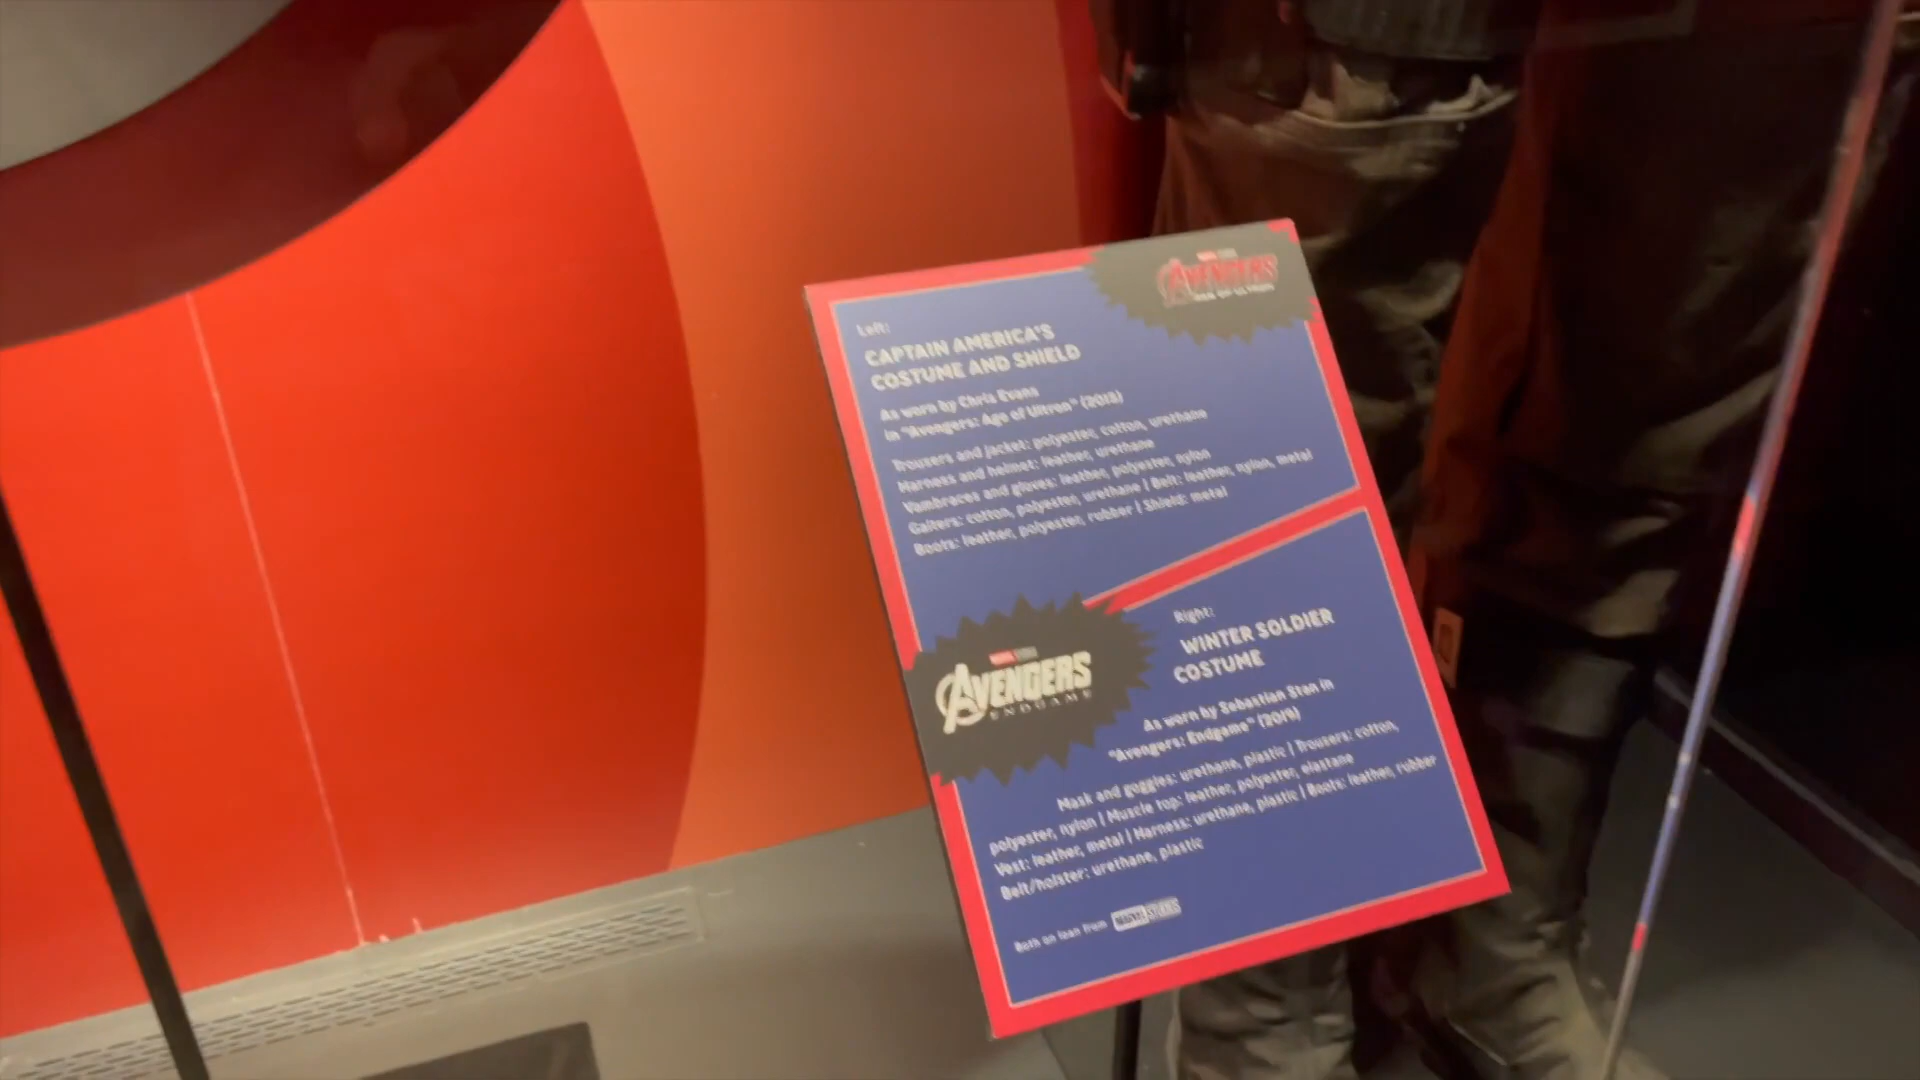 AVENGERS
AGE OF ULTRON
Left:
CAPTAIN AMERICA'S
COSTUME AND SHIELD
As worn by Chris Evans
in "Avengers: Age of Ultron" (2015)
Trousers and jacket: polyester, cotton, urethane
Harness and helmet: leather, urethane
Vambraces and gloves: leather, polyester, nylon
Gaiters: cotton, polyester, urethane | Belt: leather, nylon, metal
Boots: leather, polyester, rubber | Shield: metal
MARVEL STUDIOS
AVENGERS
ENDGAME
Right:
WINTER SOLDIER
COSTUME
As worn by Sebastian Stan in
"Avengers: Endgame" (2019)
Mask and goggles: urethane, plastic | Trousers: cotton,
polyester, nylon | Muscle top: leather, polyester, elastane
Vest: leather, metal | Harness: urethane, plastic | Boots: leather, rubber
Belt/holster: urethane, plastic
Both on loan from MARVEL STUDIOS